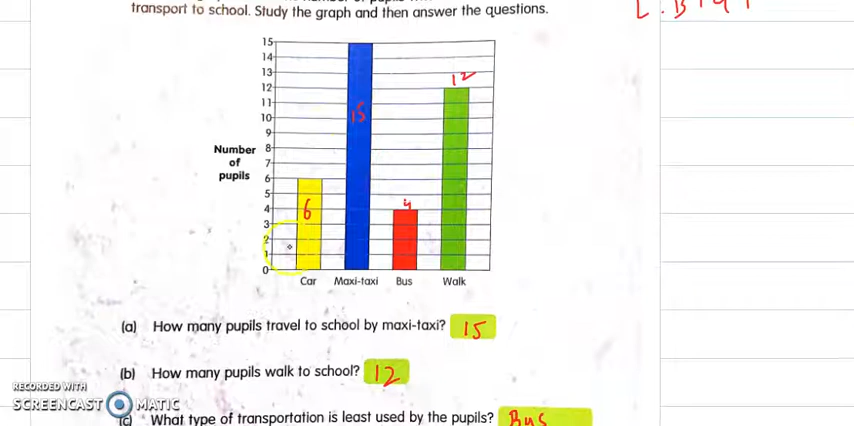 transport to school. Study the graph and then answer the questions.
15
14
13
12
11
10
9
8
7
6
5
4
3
2
1
0
Number
of
pupils
6
15
4
12
Car Maxi-taxi Bus Walk
(a) How many pupils travel to school by maxi-taxi? 15
(b) How many pupils walk to school? 12
RECORDED WITH
SCREENCAST MATIC
(c) What type of transportation is least used by the pupils? Bus